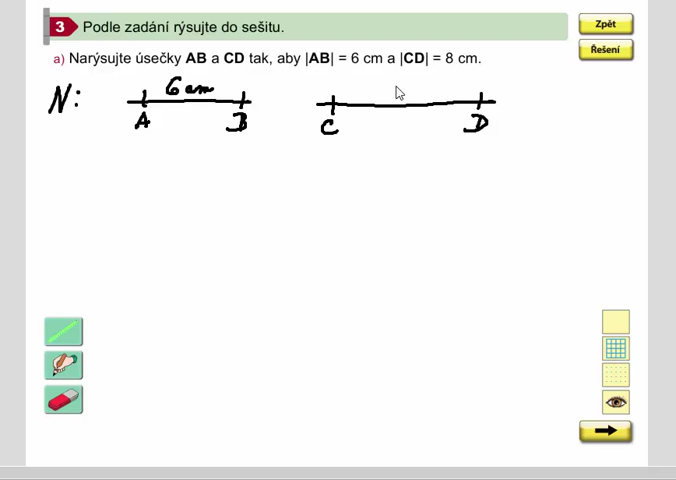 3 Podle zadání rýsujte do sešitu.
Zpět
Řešení
a) Narýsujte úsečky AB a CD tak, aby |AB| = 6 cm a |CD| = 8 cm.
N: 6 cm
A B C D